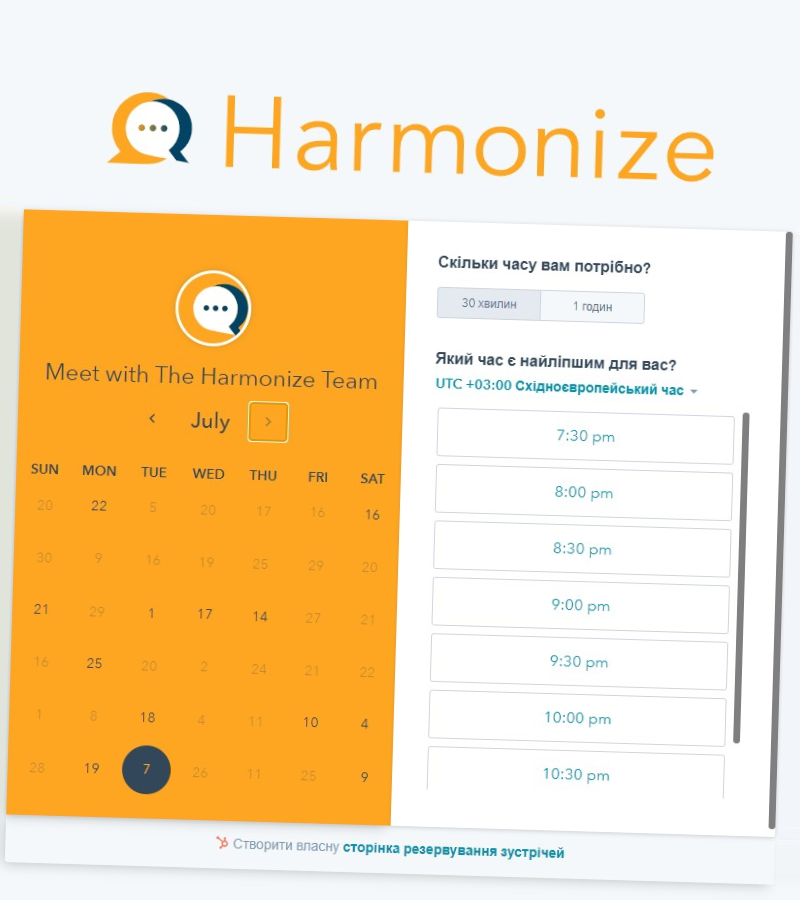 Harmonize
Meet with The Harmonize Team
July
SUN MON TUE WED THU FRI SAT
20 22 5 20 17 16 16
30 9 16 19 25 29 20
21 29 1 17 14 27 21
16 25 20 2 24 21 22
1 8 18 4 11 10 4
28 19 7 26 11 25 9
Скільки часу вам потрібно?
30 хвилин 1 годин
Який час є найліпшим для вас?
UTC +03:00 Східноєвропейський час
7:30 pm
8:00 pm
8:30 pm
9:00 pm
9:30 pm
10:00 pm
10:30 pm
Створити власну сторінка резервування зустрічей